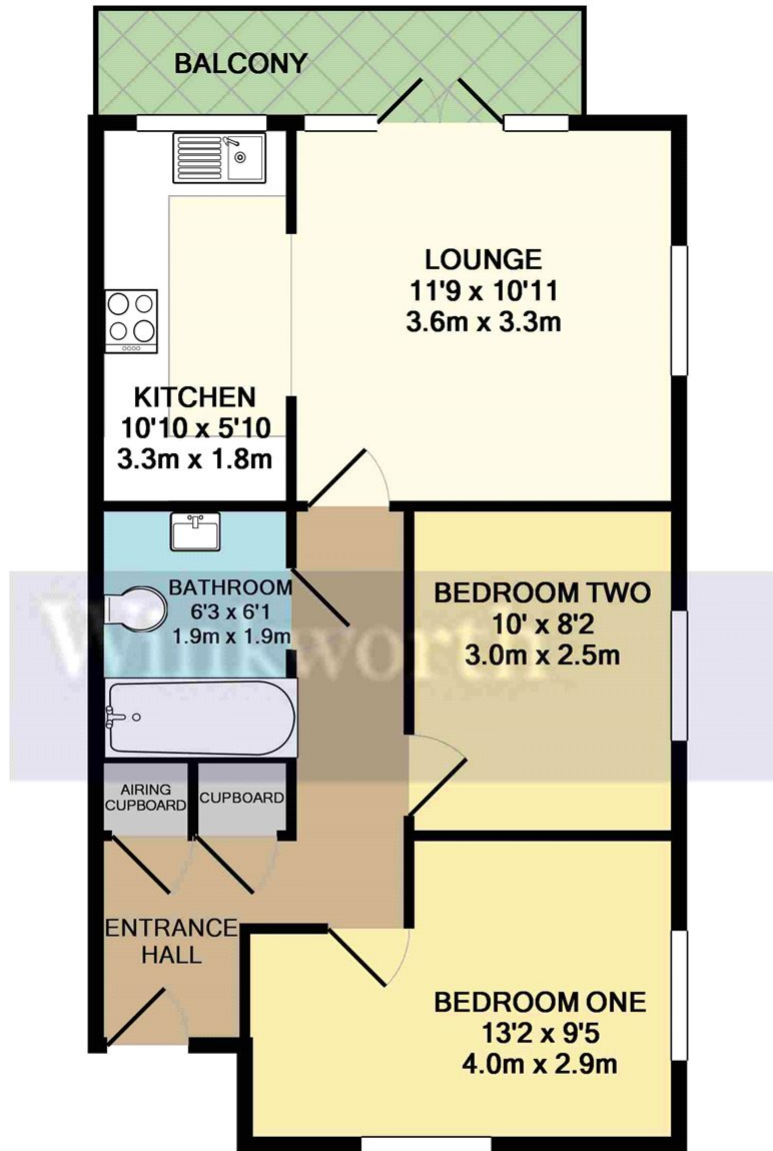 BALCONY
LOUNGE
11'9 x 10'11
3.6m x 3.3m
KITCHEN
10'10 x 5'10
3.3m x 1.8m
BATHROOM
6'3 x 6'1
1.9m x 1.9m
BEDROOM TWO
10' x 8'2
3.0m x 2.5m
Winkworth
AIRING
CUPBOARD
CUPBOARD
ENTRANCE
HALL
BEDROOM ONE
13'2 x 9'5
4.0m x 2.9m